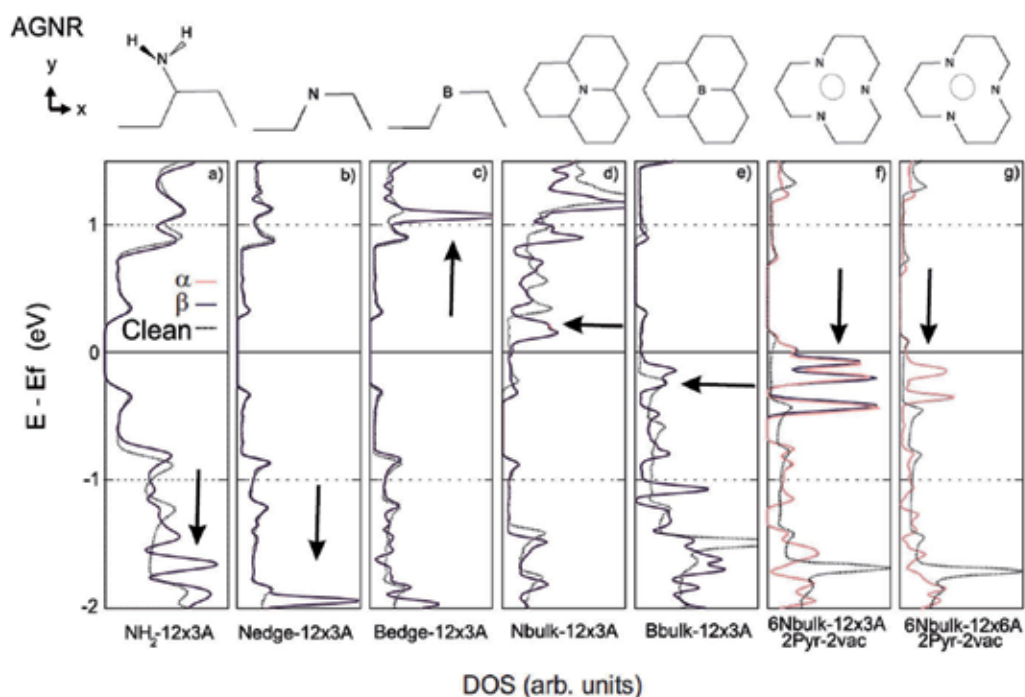 AGNR
y
x
H H
N
N
B
N
B
N
N
N
N
N
N
a)
b)
c)
d)
e)
f)
g)
1
0
-1
-2
E - Ef (eV)
α
β
Clean
NH2-12x3A
Nedge-12x3A
Bedge-12x3A
Nbulk-12x3A
Bbulk-12x3A
6Nbulk-12x3A
2Pyr-2vac
6Nbulk-12x6A
2Pyr-2vac
DOS (arb. units)